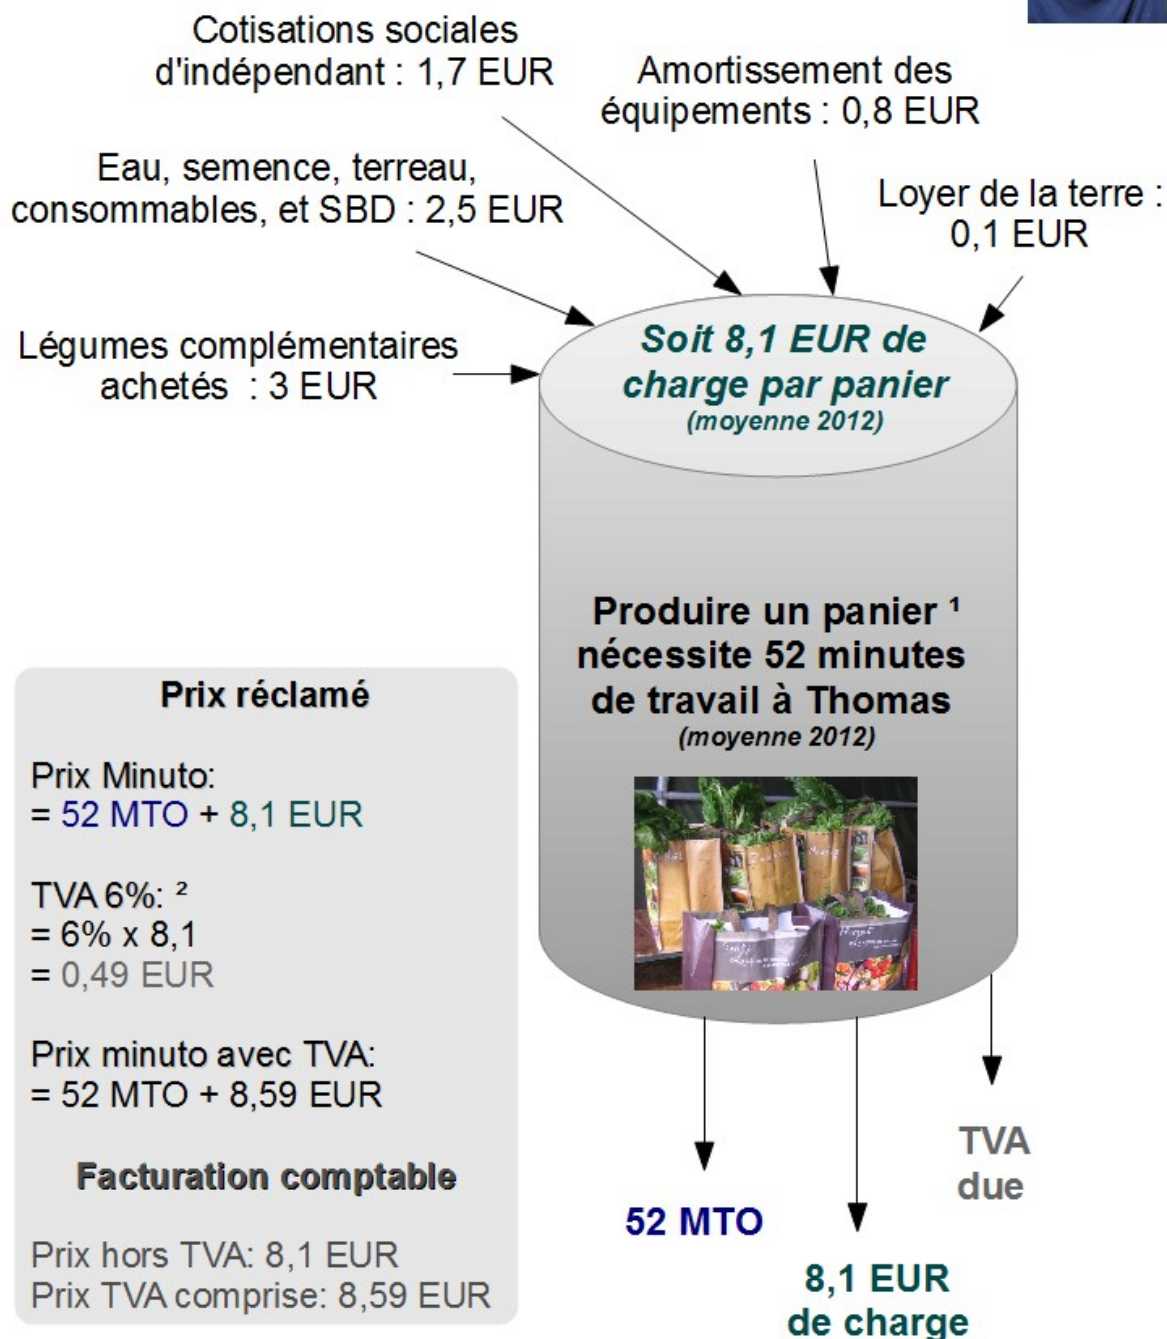 Cotisations sociales
d'indépendant : 1,7 EUR
Amortissement des
équipements : 0,8 EUR
Eau, semence, terreau,
consommables, et SBD : 2,5 EUR
Loyer de la terre :
0,1 EUR
Légumes complémentaires
achetés : 3 EUR
Soit 8,1 EUR de
charge par panier
(moyenne 2012)
Produire un panier ¹
nécessite 52 minutes
de travail à Thomas
(moyenne 2012)
Prix réclamé
Prix Minuto:
= 52 MTO + 8,1 EUR
TVA 6%: ²
= 6% x 8,1
= 0,49 EUR
Prix minuto avec TVA:
= 52 MTO + 8,59 EUR
Facturation comptable
Prix hors TVA: 8,1 EUR
Prix TVA comprise: 8,59 EUR
52 MTO
8,1 EUR
de charge
TVA
due